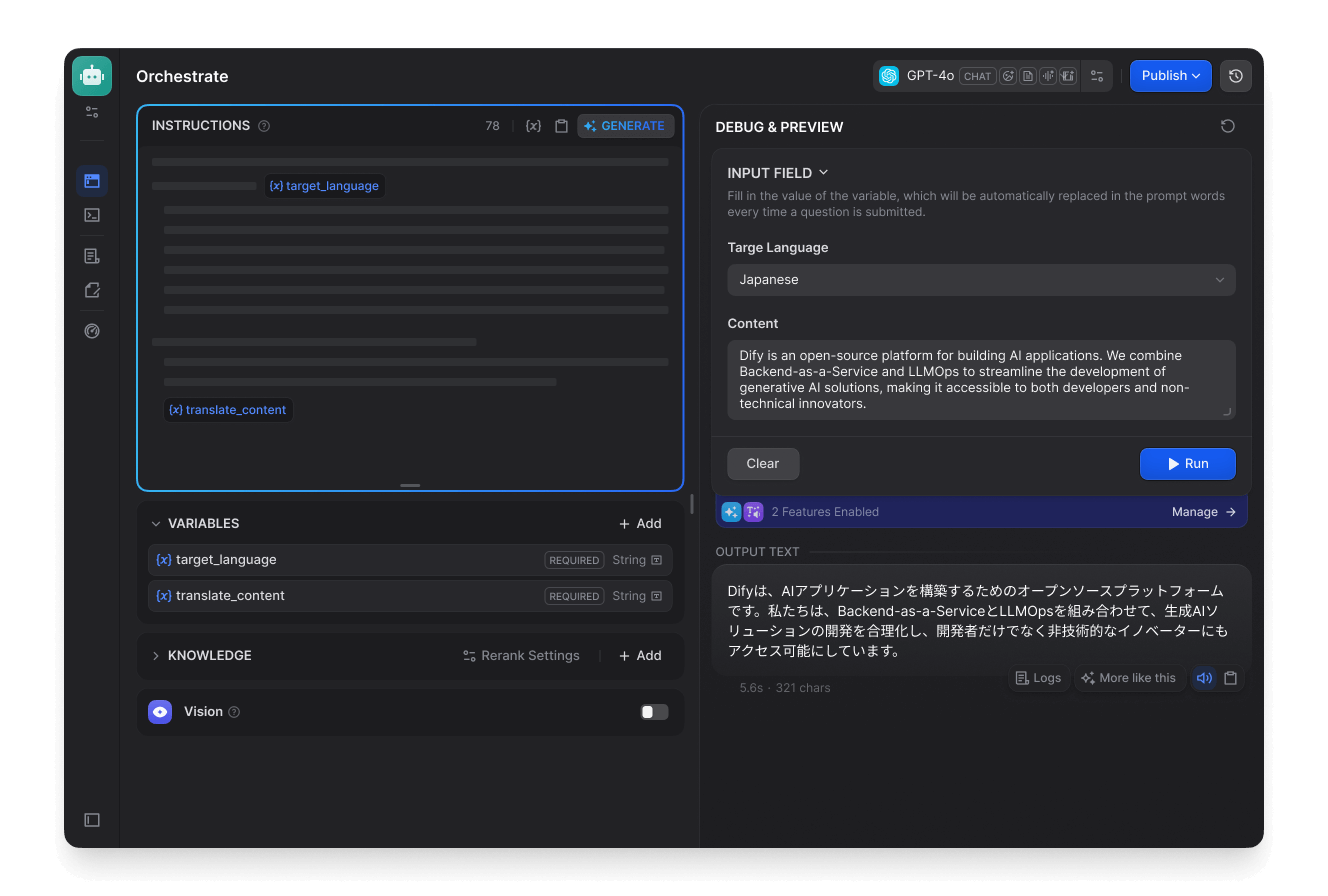 Orchestrate
GPT-4o CHAT
Publish
INSTRUCTIONS
78 {x} GENERATE
{x} target_language
{x} translate_content
VARIABLES
+ Add
{x} target_language REQUIRED String
{x} translate_content REQUIRED String
KNOWLEDGE
Rerank Settings
+ Add
Vision
DEBUG & PREVIEW
INPUT FIELD
Fill in the value of the variable, which will be automatically replaced in the prompt words
every time a question is submitted.
Targe Language
Japanese
Content
Dify is an open-source platform for building AI applications. We combine
Backend-as-a-Service and LLMOps to streamline the development of
generative AI solutions, making it accessible to both developers and non-
technical innovators.
Clear
Run
2 Features Enabled
Manage →
OUTPUT TEXT
Difyは、AIアプリケーションを構築するためのオープンソースプラットフォーム
です。私たちは、Backend-as-a-ServiceとLLMOpsを組み合わせて、生成AIソ
リューションの開発を合理化し、開発者だけでなく非技術的なイノベーターにも
アクセス可能にしています。
5.6s · 321 chars
Logs
More like this